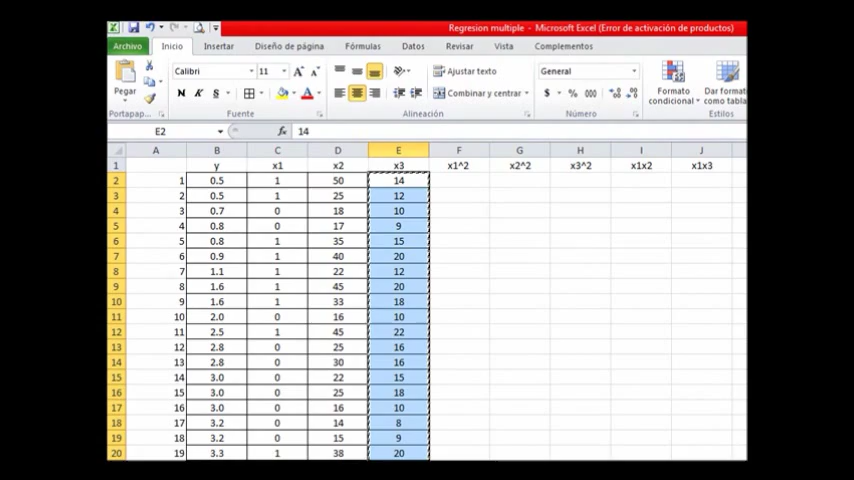 Regresion multiple - Microsoft Excel (Error de activación de productos)
Archivo Inicio Insertar Diseño de página Fórmulas Datos Revisar Vista Complementos
Calibri 11 A A Ajustar texto General
Pegar N K S A Combinar y centrar $ % 000 Formato condicional Dar formato como tabla
Portapap... Fuente Alineación Número Estilos
E2 fx 14
A B C D E F G H I J
1 y x1 x2 x3 x1^2 x2^2 x3^2 x1x2 x1x3
2 1 0.5 1 50 14
3 2 0.5 1 25 12
4 3 0.7 0 18 10
5 4 0.8 0 17 9
6 5 0.8 1 35 15
7 6 0.9 1 40 20
8 7 1.1 1 22 12
9 8 1.6 1 45 20
10 9 1.6 1 33 18
11 10 2.0 0 16 10
12 11 2.5 1 45 22
13 12 2.8 0 25 16
14 13 2.8 0 30 16
15 14 3.0 0 22 15
16 15 3.0 0 25 18
17 16 3.0 0 16 10
18 17 3.2 0 14 8
19 18 3.2 0 15 9
20 19 3.3 1 38 20